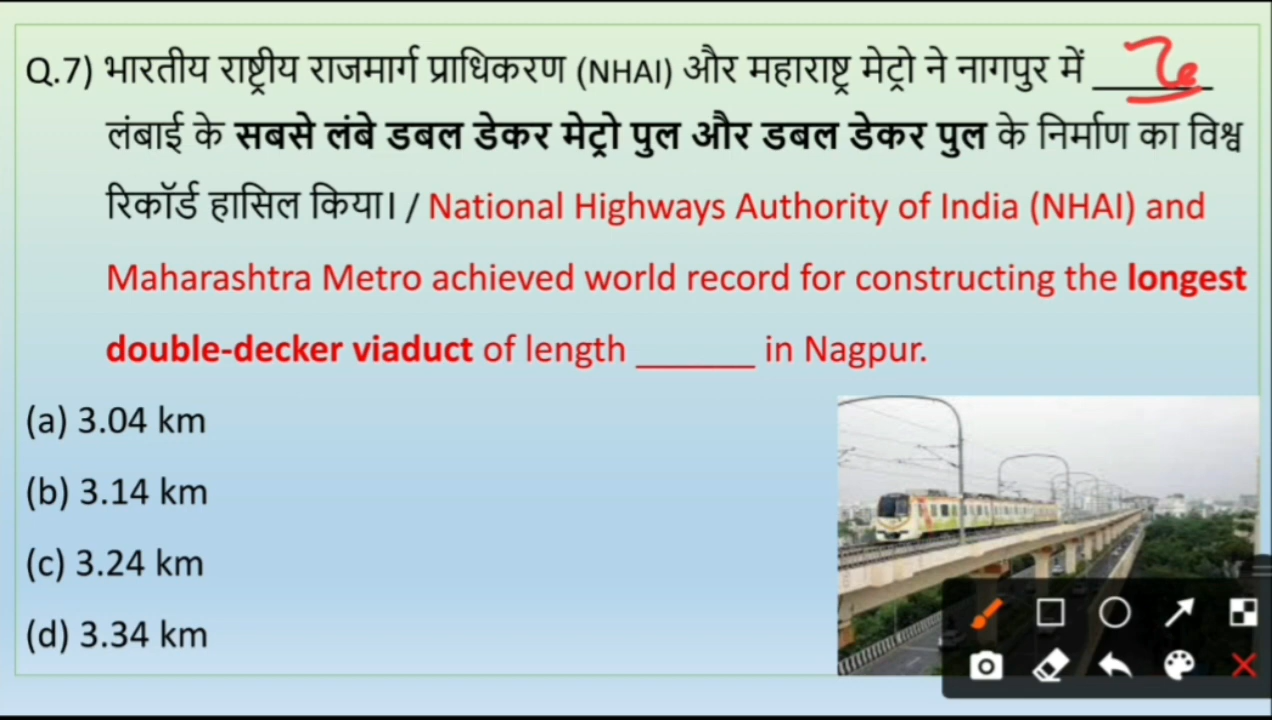 Q.7) भारतीय राष्ट्रीय राजमार्ग प्राधिकरण (NHAI) और महाराष्ट्र मेट्रो ने नागपुर में ______
लंबाई के सबसे लंबे डबल डेकर मेट्रो पुल और डबल डेकर पुल के निर्माण का विश्व
रिकॉर्ड हासिल किया। / National Highways Authority of India (NHAI) and
Maharashtra Metro achieved world record for constructing the longest
double-decker viaduct of length ______ in Nagpur.
(a) 3.04 km
(b) 3.14 km
(c) 3.24 km
(d) 3.34 km